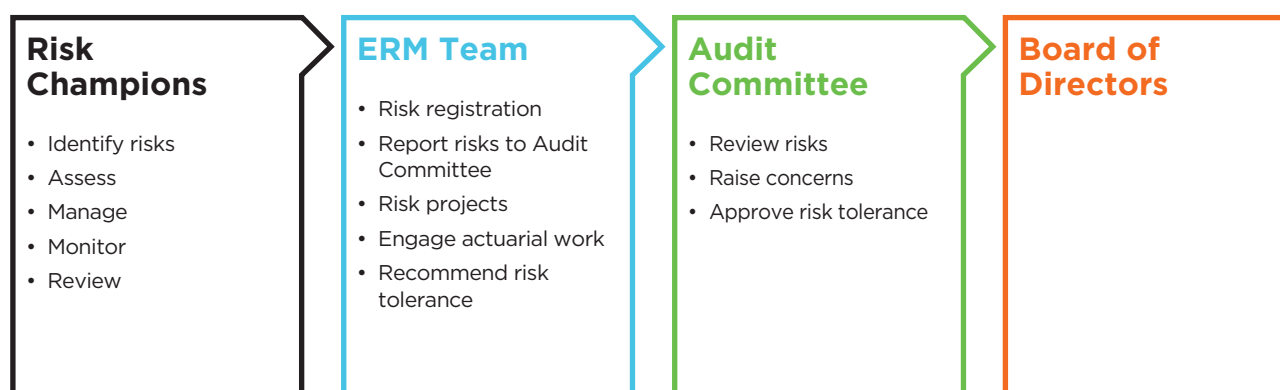 Risk
Champions
• Identify risks
• Assess
• Manage
• Monitor
• Review
ERM Team
• Risk registration
• Report risks to Audit
Committee
• Risk projects
• Engage actuarial work
• Recommend risk
tolerance
Audit
Committee
• Review risks
• Raise concerns
• Approve risk tolerance
Board of
Directors